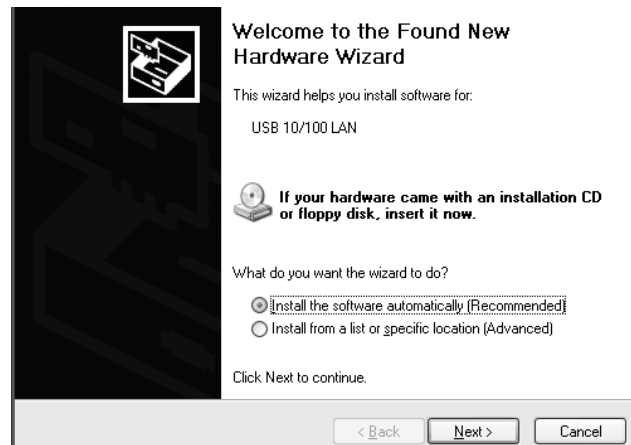 Welcome to the Found New
Hardware Wizard
This wizard helps you install software for:
USB 10/100 LAN
If your hardware came with an installation CD
or floppy disk, insert it now.
What do you want the wizard to do?
Install the software automatically (Recommended)
Install from a list or specific location (Advanced)
Click Next to continue.
< Back
Next >
Cancel